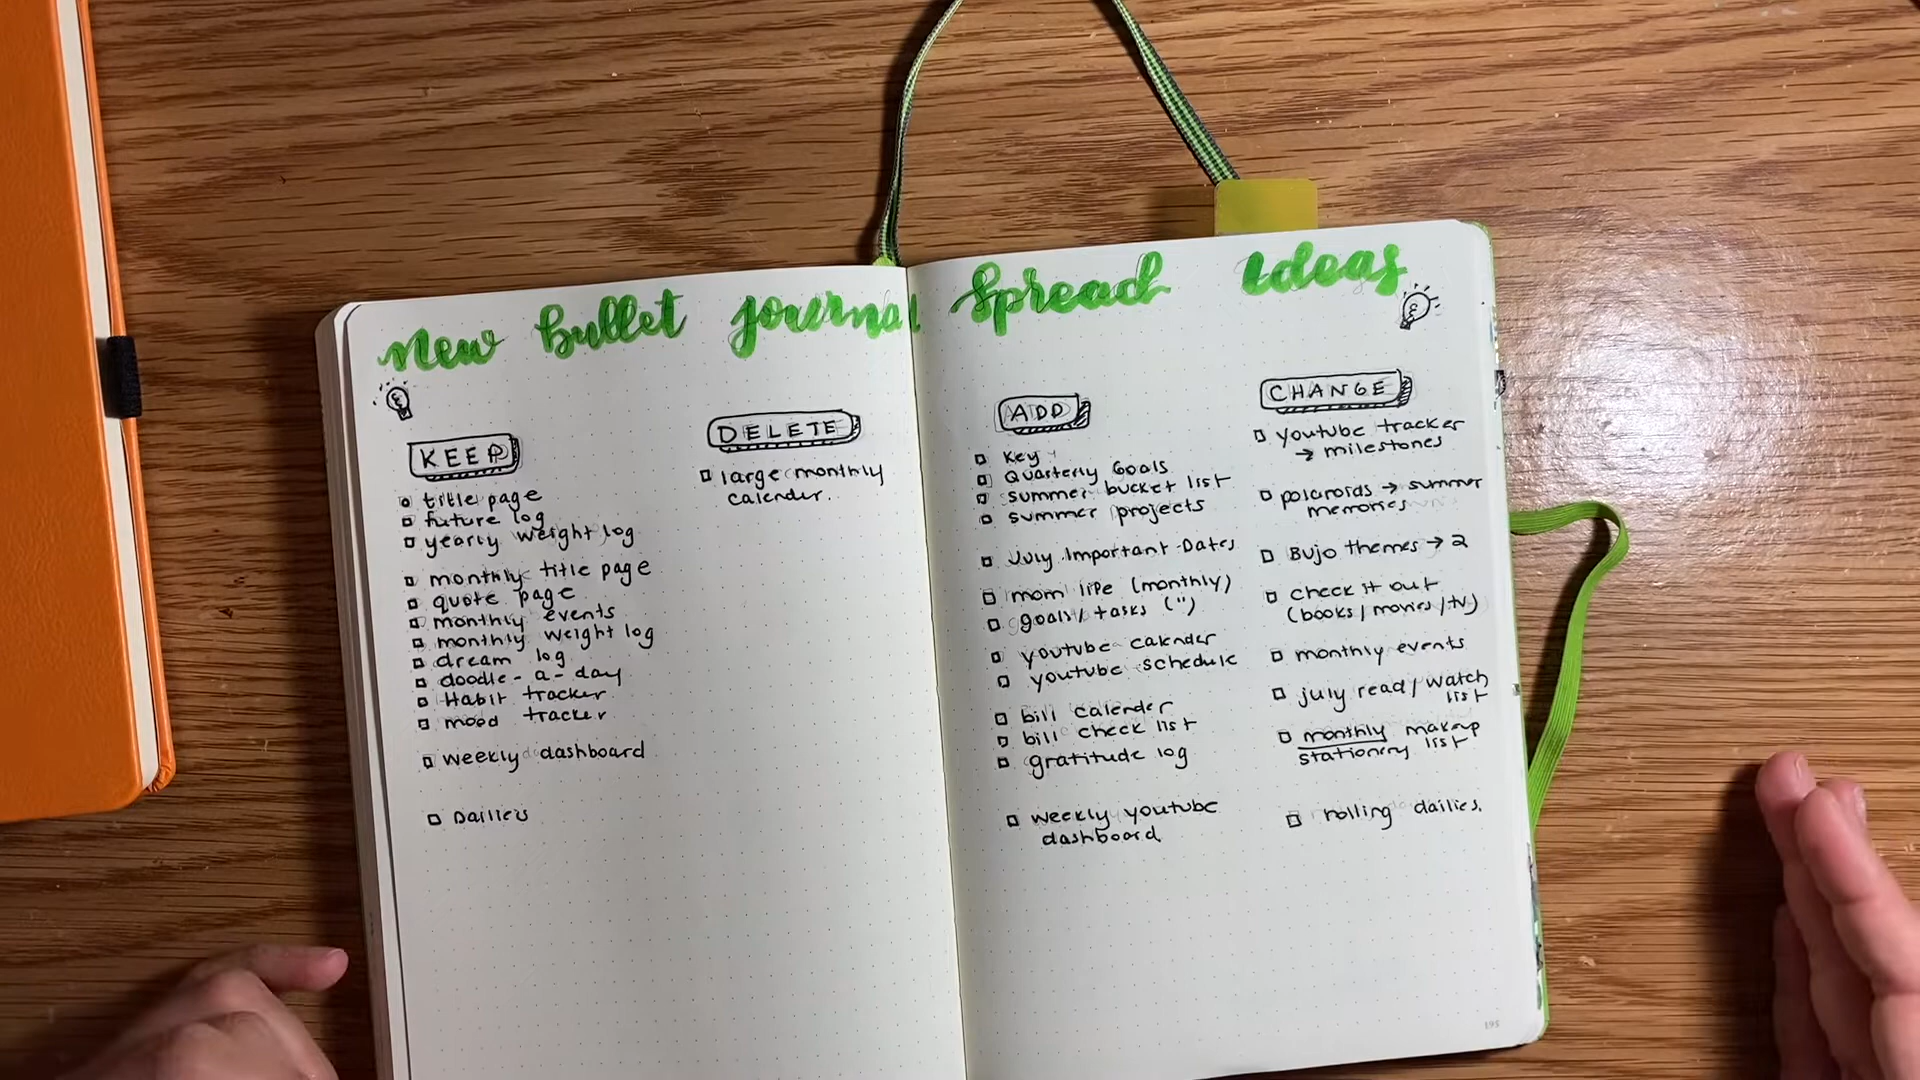 New bullet journal Spread Ideas
KEEP
title page
future log
yearly weight log
monthly title page
quote page
monthly events
monthly weight log
dream log
doodle-a-day
Habit tracker
mood tracker
weekly dashboard
Dailies
DELETE
large monthly
calender.
ADD
Key
Quarterly Goals
summer bucket list
summer projects
July Important Dates
mom life (monthly)
goals/tasks (")
youtube calender
youtube schedule
bill calender
bill check list
gratitude log
weekly youtube
dashboard
CHANGE
youtube tracker
→ milestones
polaroids → summer
memories
Bujo themes → 2
check it out
(books/movies/tv)
monthly events
july read/watch
list
monthly makeup
stationery list
rolling dailies.
195